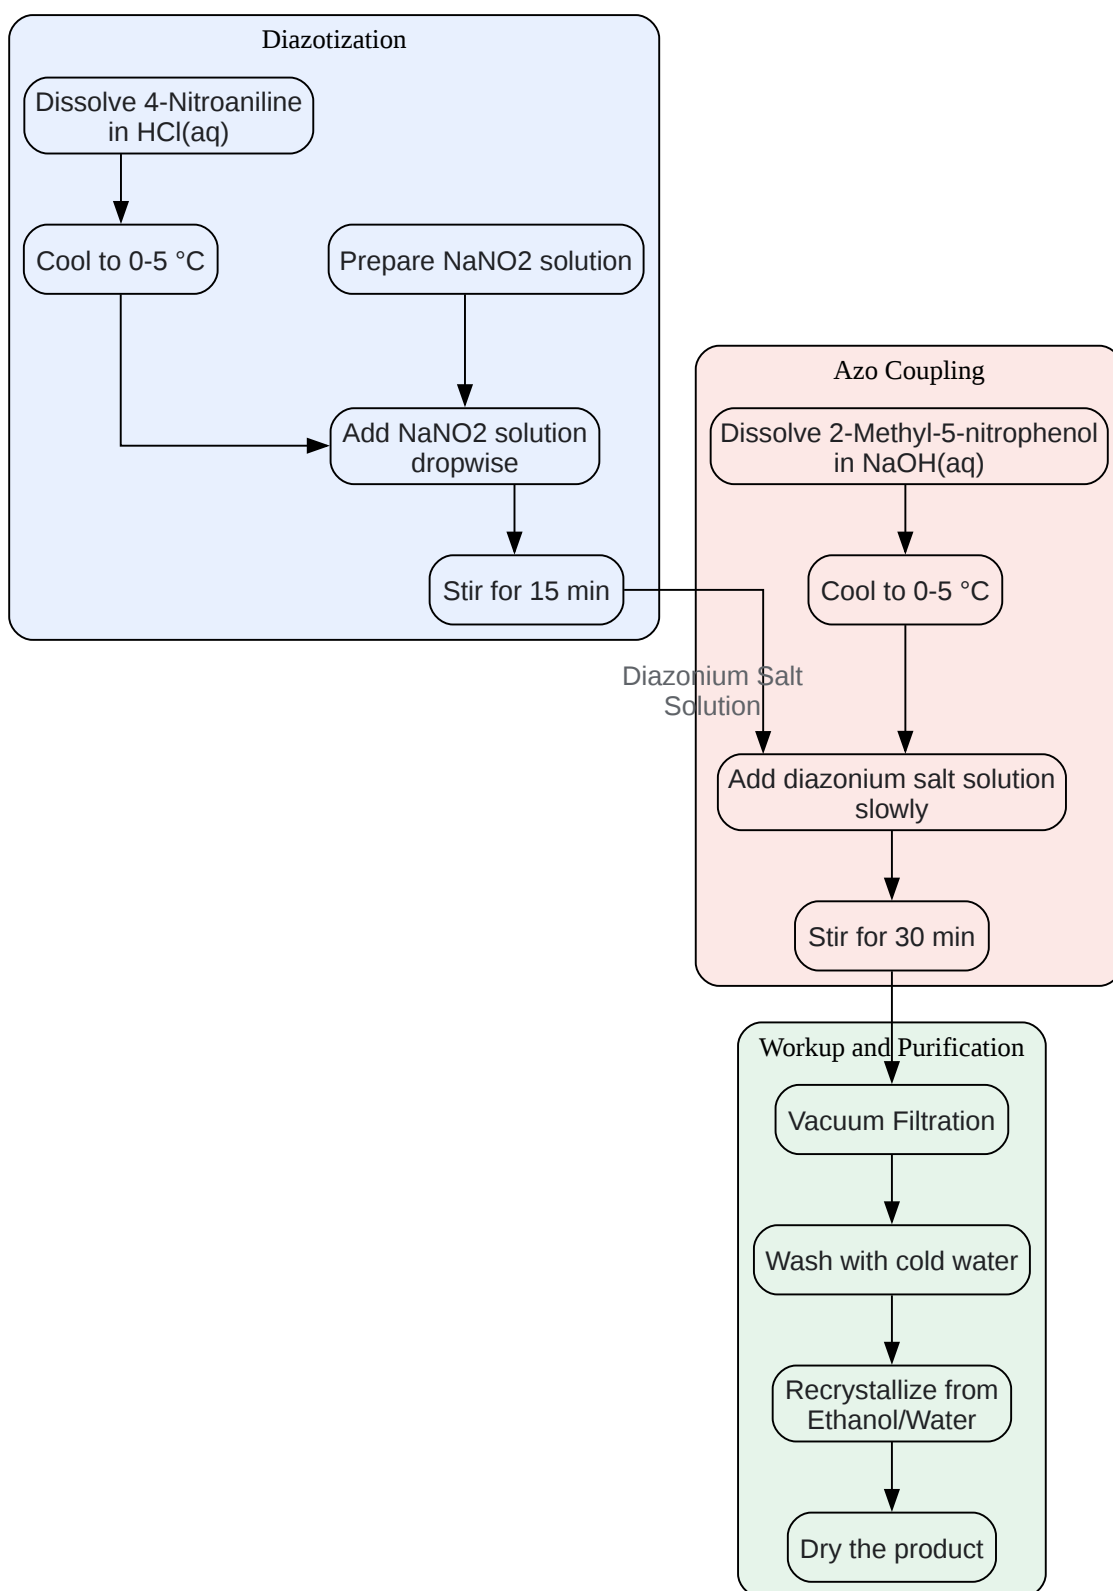 Diazotization
Dissolve 4-Nitroaniline
in HCl(aq)
Cool to 0-5 °C
Prepare NaNO2 solution
Add NaNO2 solution
dropwise
Stir for 15 min
Diazonium Salt
Solution
Azo Coupling
Dissolve 2-Methyl-5-nitrophenol
in NaOH(aq)
Cool to 0-5 °C
Add diazonium salt solution
slowly
Stir for 30 min
Workup and Purification
Vacuum Filtration
Wash with cold water
Recrystallize from
Ethanol/Water
Dry the product